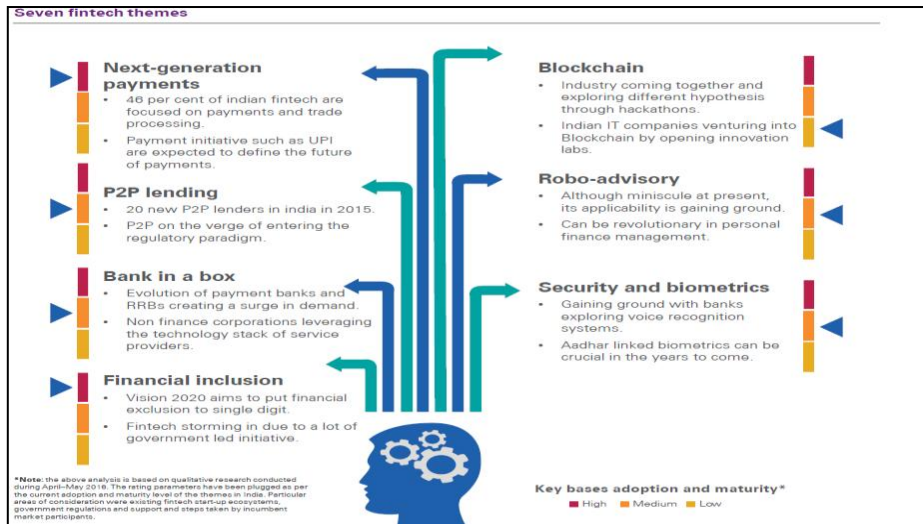 Seven fintech themes
Next-generation
payments
• 46 per cent of indian fintech are
focused on payments and trade
processing.
• Payment initiative such as UPI
are expected to define the future
of payments.
P2P lending
• 20 new P2P lenders in india in 2015.
• P2P on the verge of entering the
regulatory paradigm.
Bank in a box
• Evolution of payment banks and
RRBs creating a surge in demand.
• Non finance corporations leveraging
the technology stack of service
providers.
Financial inclusion
• Vision 2020 aims to put financial
exclusion to single digit.
• Fintech storming in due to a lot of
government led initiative.
Blockchain
• Industry coming together and
exploring different hypothesis
through hackathons.
• Indian IT companies venturing into
Blockchain by opening innovation
labs.
Robo-advisory
• Although miniscule at present,
its applicability is gaining ground.
• Can be revolutionary in personal
finance management.
Security and biometrics
• Gaining ground with banks
exploring voice recognition
systems.
• Aadhar linked biometrics can be
crucial in the years to come.
*Note: the above analysis is based on qualitative research conducted
during April–May 2016. The rating parameters have been plugged as per
the current adoption and maturity level of the themes in India. Particular
areas of consideration were existing fintech start-up ecosystems,
government regulations and support and steps taken by incumbent
market participants.
Key bases adoption and maturity*
High Medium Low